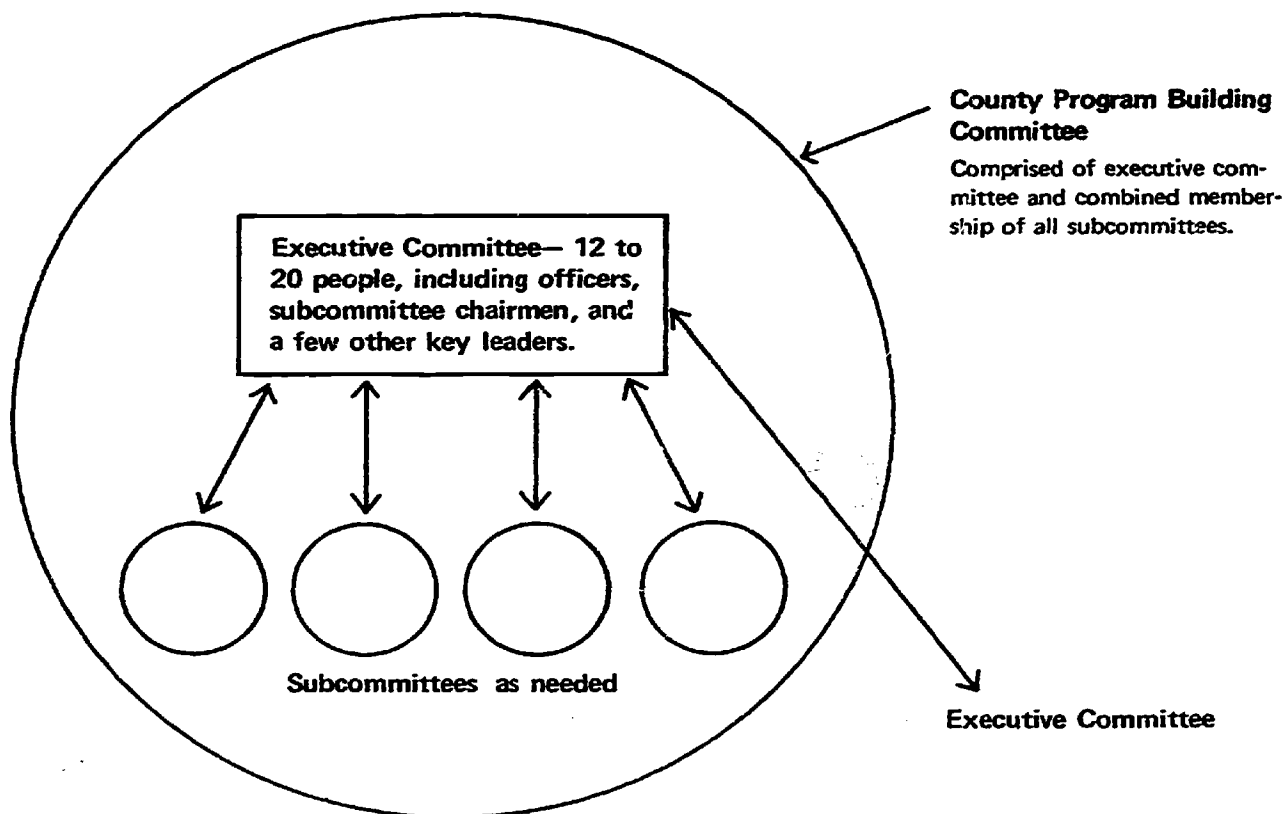 County Program Building
Committee
Comprised of executive com-
mittee and combined member-
ship of all subcommittees.
Executive Committee— 12 to
20 people, including officers,
subcommittee chairmen, and
a few other key leaders.
Subcommittees as needed
Executive Committee